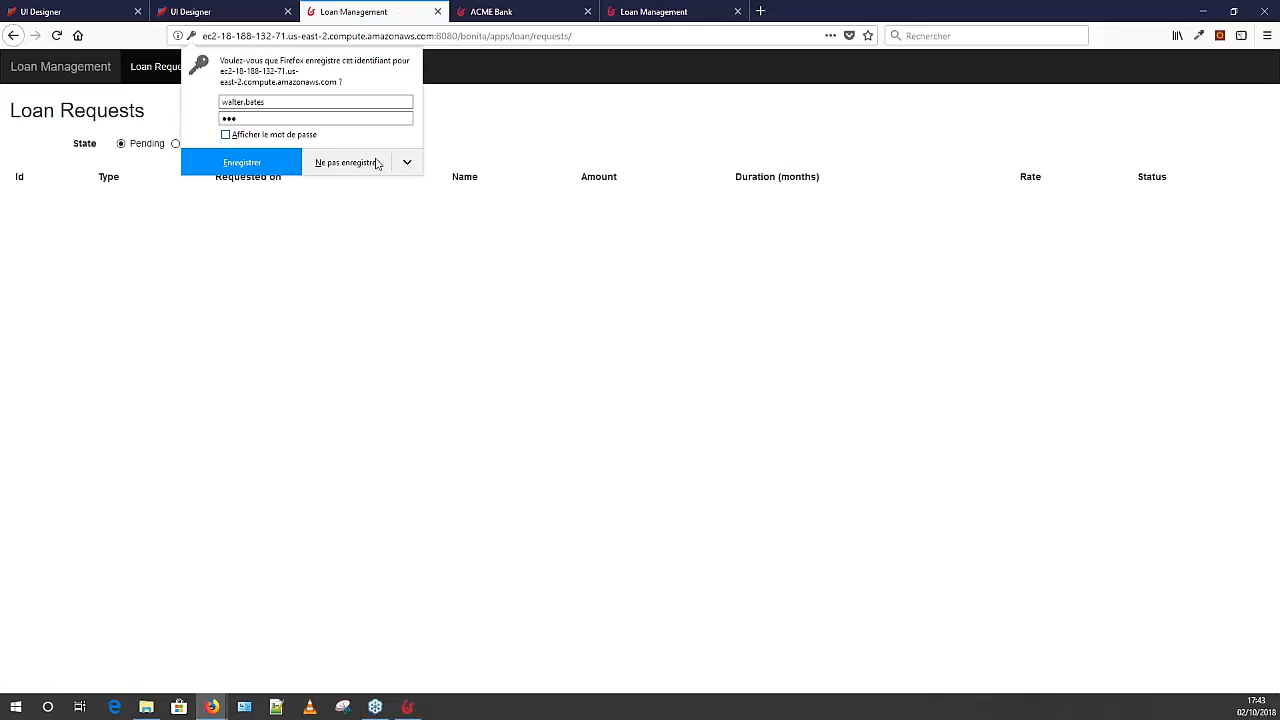 UI Designer
UI Designer
Loan Management
ACME Bank
Loan Management
ec2-18-188-132-71.us-east-2.compute.amazonaws.com:8080/bonita/apps/loan/requests/
Rechercher
Loan Management
Loan Reque
Voulez-vous que Firefox enregistre cet identifiant pour
ec2-18-188-132-71.us-
east-2.compute.amazonaws.com ?
walter.bates
Afficher le mot de passe
Enregistrer
Ne pas enregistre
Loan Requests
State
Pending
Id
Type
Requested on
Name
Amount
Duration (months)
Rate
Status
17:43
02/10/2018